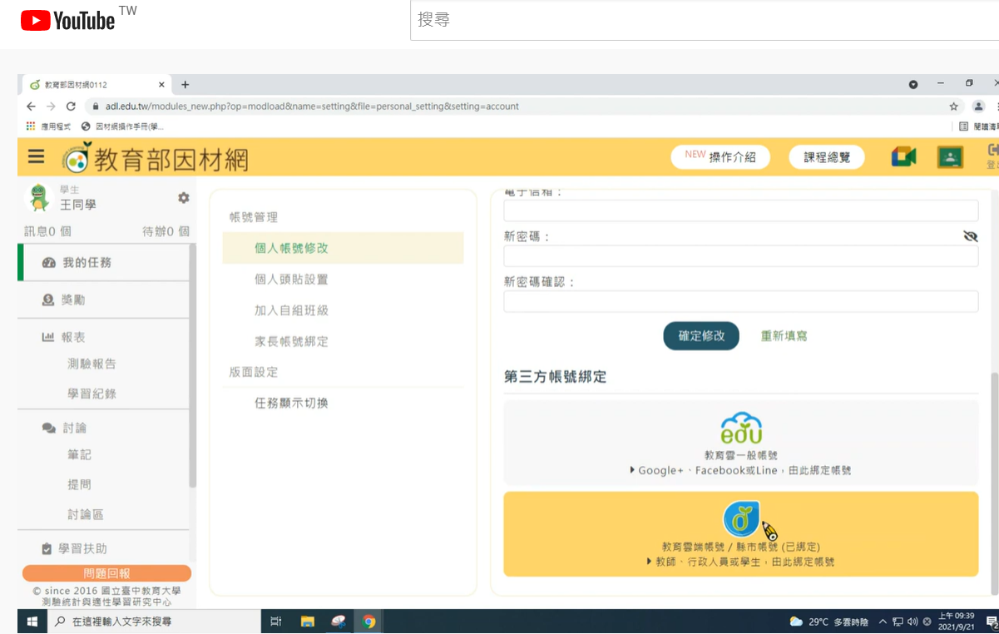 YouTube TW
搜尋
教育部因材網0112
adl.edu.tw/modules_new.php?op=modload&name=setting&file=personal_setting&setting=account
應用程式
因材網操作手冊(學...
閱讀清單
教育部因材網
NEW 操作介紹
課程總覽
學生
王同學
訊息0 個
待辦0 個
我的任務
獎勵
報表
測驗報告
學習紀錄
討論
筆記
提問
討論區
學習扶助
問題回報
© since 2016 國立臺中教育大學
測驗統計與適性學習研究中心
帳號管理
個人帳號修改
個人頭貼設置
加入自組班級
家長帳號綁定
版面設定
任務顯示切換
電子信箱：
新密碼：
新密碼確認：
確定修改
重新填寫
第三方帳號綁定
edu
教育雲一般帳號
Google+、Facebook或Line，由此綁定帳號
教育雲端帳號 / 縣市帳號 (已綁定)
教師、行政人員或學生，由此綁定帳號
在這裡輸入文字來搜尋
29°C 多雲時陰
上午 09:39
2021/9/21
2